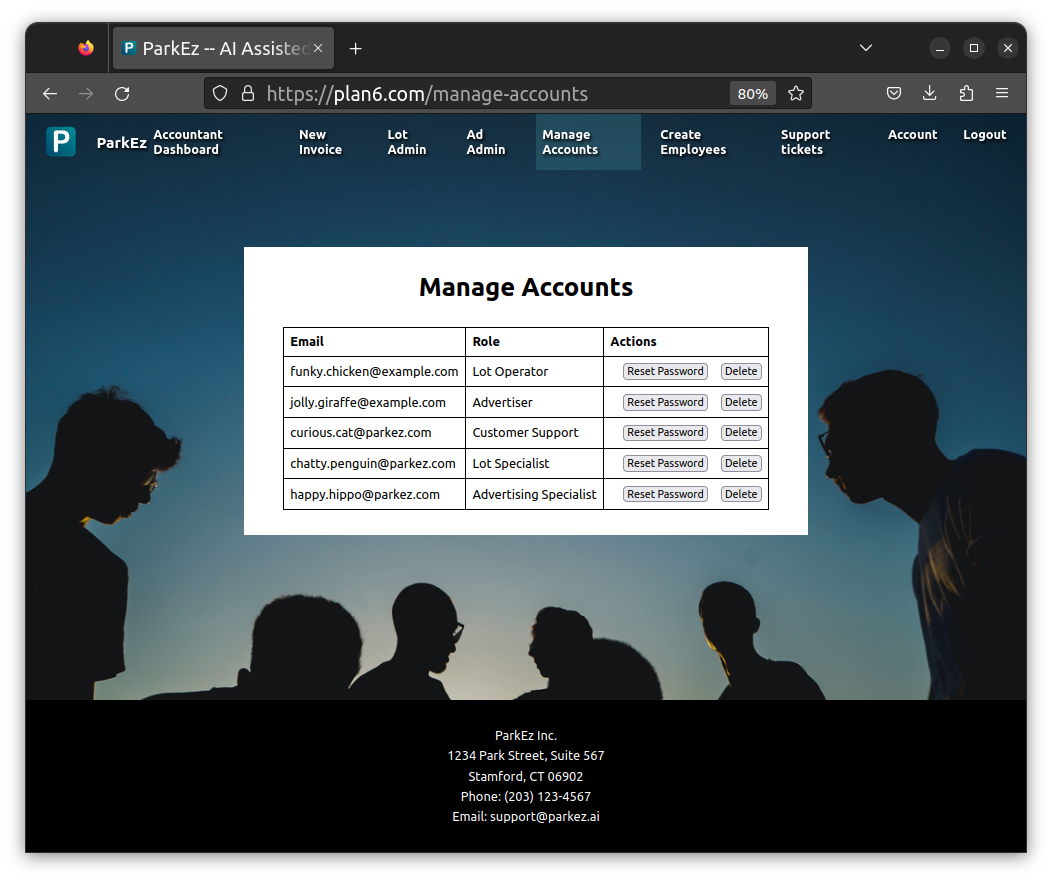 P ParkEz -- AI Assisted
https://plan6.com/manage-accounts 80%
P ParkEz Accountant Dashboard New Invoice Lot Admin Ad Admin Manage Accounts Create Employees Support tickets Account Logout
Manage Accounts
Email Role Actions
funky.chicken@example.com Lot Operator Reset Password Delete
jolly.giraffe@example.com Advertiser Reset Password Delete
curious.cat@parkez.com Customer Support Reset Password Delete
chatty.penguin@parkez.com Lot Specialist Reset Password Delete
happy.hippo@parkez.com Advertising Specialist Reset Password Delete
ParkEz Inc.
1234 Park Street, Suite 567
Stamford, CT 06902
Phone: (203) 123-4567
Email: support@parkez.ai